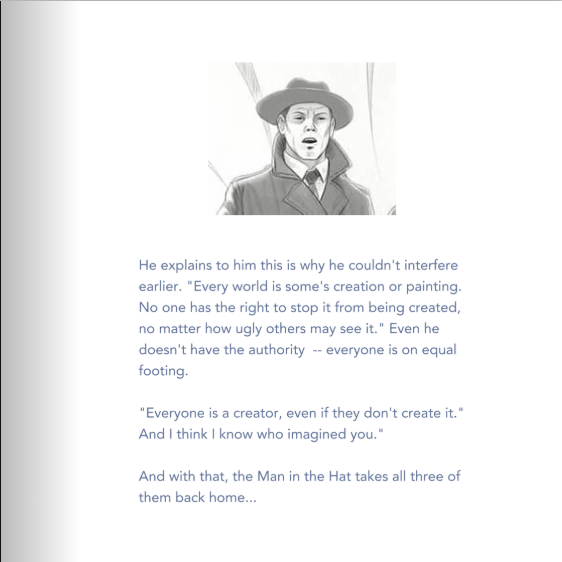 He explains to him this is why he couldn't interfere
earlier. "Every world is some's creation or painting.
No one has the right to stop it from being created,
no matter how ugly others may see it." Even he
doesn't have the authority  -- everyone is on equal
footing.
"Everyone is a creator, even if they don't create it."
And I think I know who imagined you."
And with that, the Man in the Hat takes all three of
them back home...